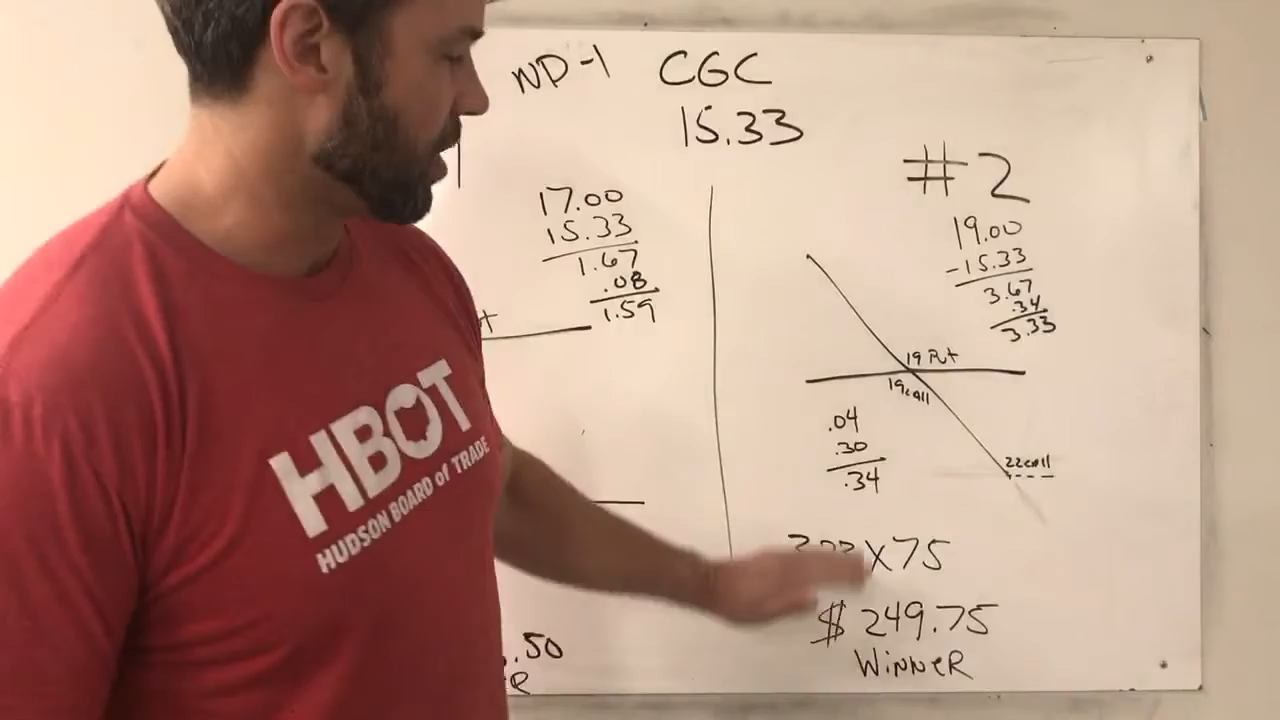 ND-1 CGC
15.33
17.00
15.33
1.67
.08
1.59
.50
#2
19.00
-15.33
3.67
.34
3.33
19 Put
19 call
22 call
.04
.30
.34
X75
$249.75
WINNER
HBOT
HUDSON BOARD of TRADE